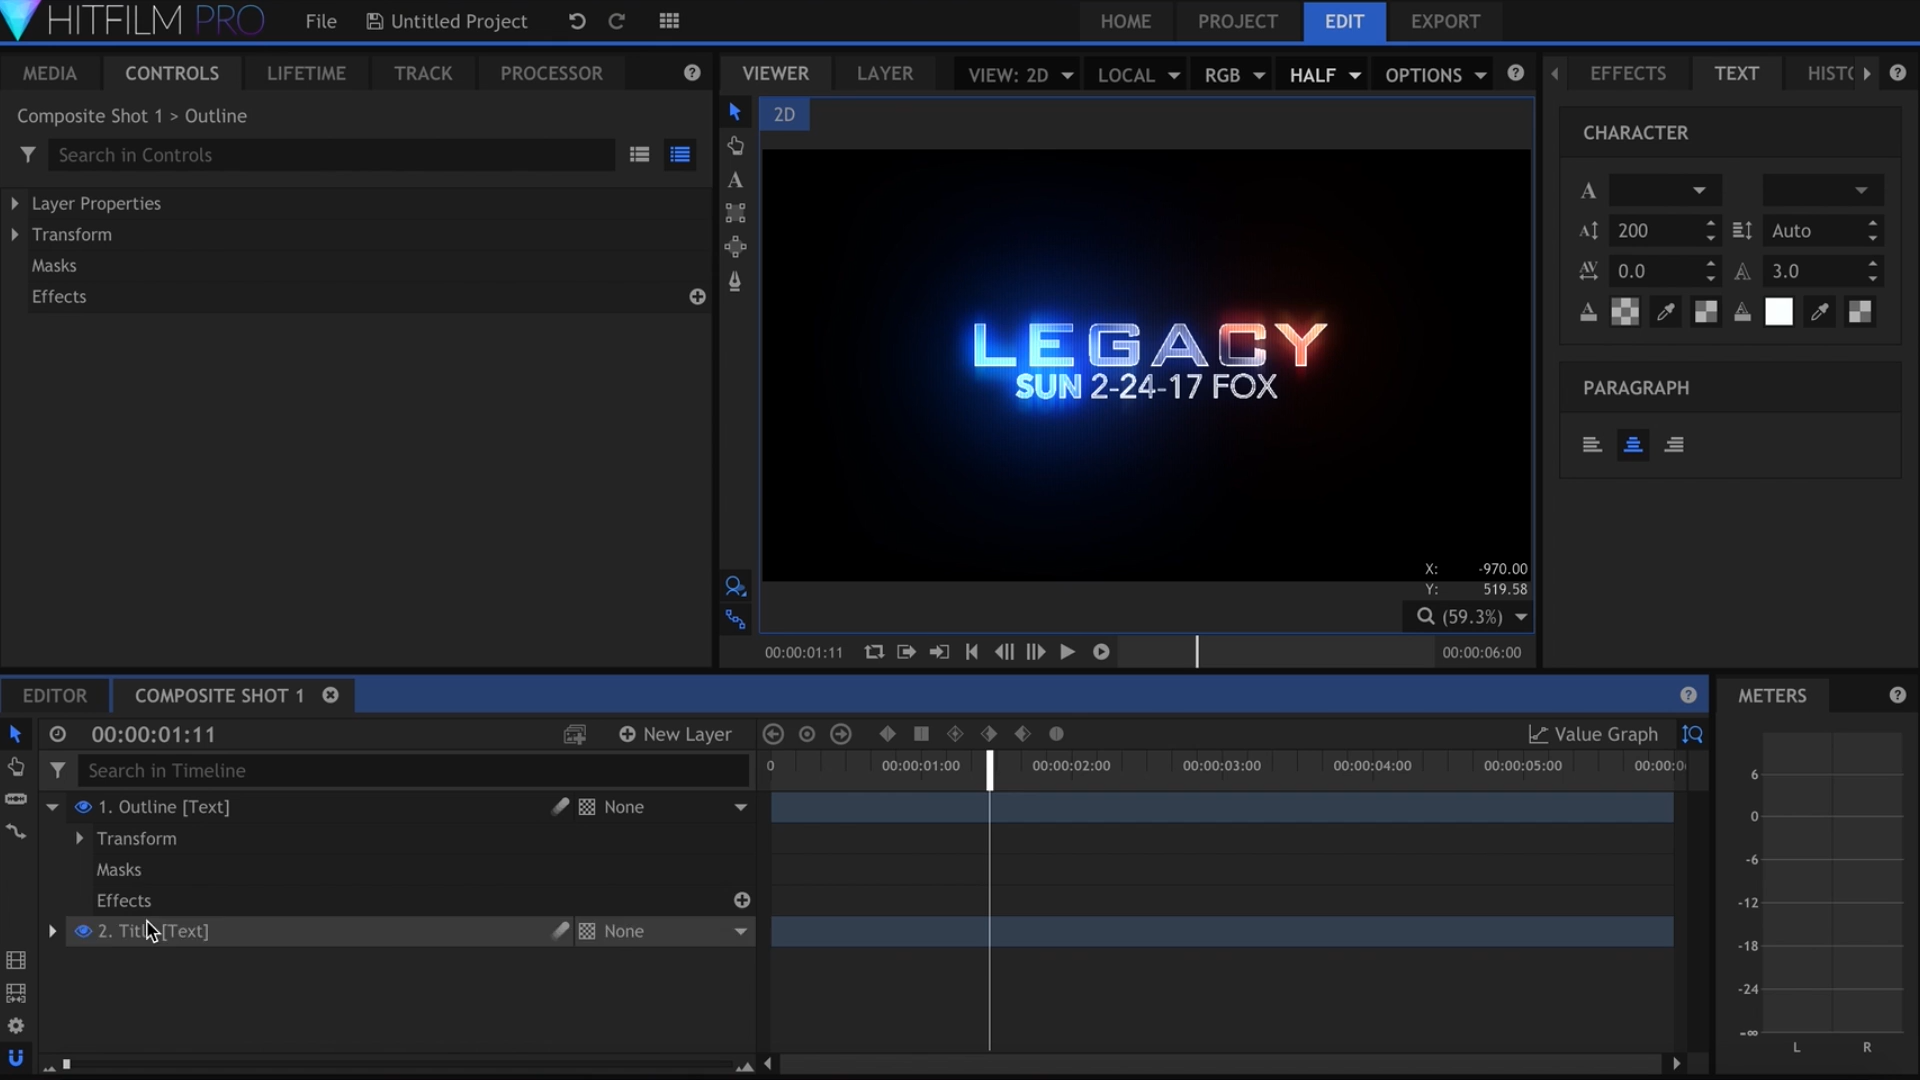 HITFILM PRO File Untitled Project HOME PROJECT EDIT EXPORT
MEDIA CONTROLS LIFETIME TRACK PROCESSOR
Composite Shot 1 > Outline
Search in Controls
Layer Properties
Transform
Masks
Effects
VIEWER LAYER VIEW: 2D LOCAL RGB HALF OPTIONS
2D
LEGACY
SUN 2-24-17 FOX
X: -970.00
Y: 519.58
(59.3%)
00:00:01:11 00:00:06:00
EFFECTS TEXT
CHARACTER
200 Auto
0.0 3.0
PARAGRAPH
EDITOR COMPOSITE SHOT 1
00:00:01:11 New Layer Value Graph
Search in Timeline
0 00:00:01:00 00:00:02:00 00:00:03:00 00:00:04:00 00:00:05:00
1. Outline [Text] None
Transform
Masks
Effects
2. [Text] None
METERS
6
0
-6
-12
-18
-24
-∞
L R